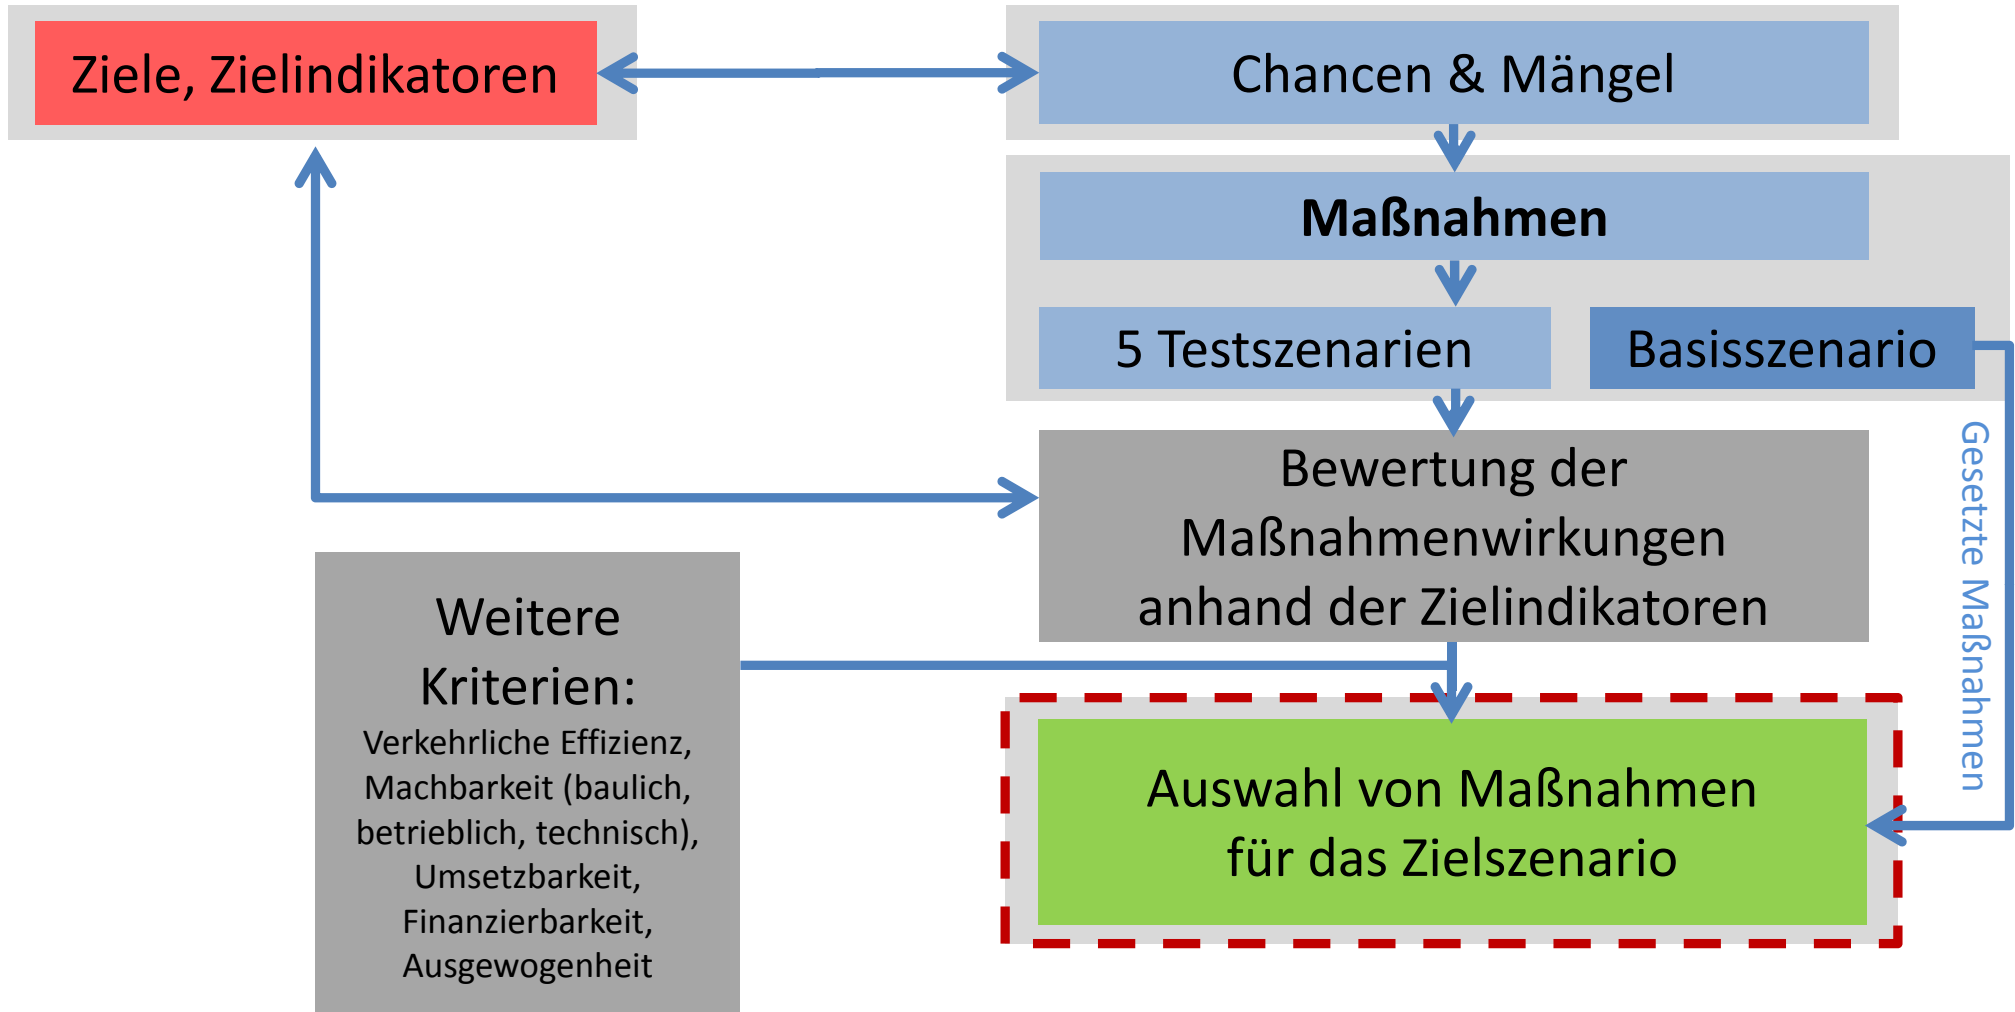 Ziele, Zielindikatoren
Chancen & Mängel
Maßnahmen
5 Testszenarien
Basisszenario
Gesetzte Maßnahmen
Bewertung der
Maßnahmenwirkungen
anhand der Zielindikatoren
Weitere
Kriterien:
Verkehrliche Effizienz,
Machbarkeit (baulich,
betrieblich, technisch),
Umsetzbarkeit,
Finanzierbarkeit,
Ausgewogenheit
Auswahl von Maßnahmen
für das Zielszenario